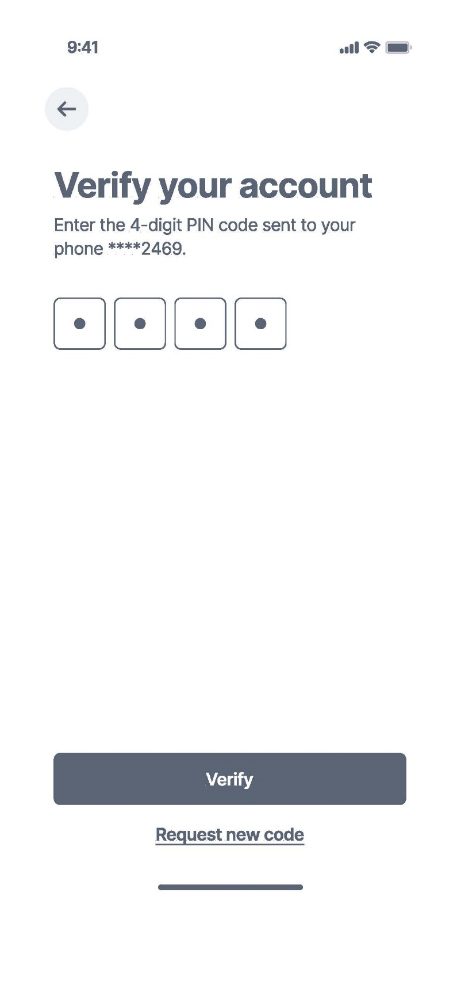 9:41
Verify your account
Enter the 4-digit PIN code sent to your
phone ****2469.
Verify
Request new code